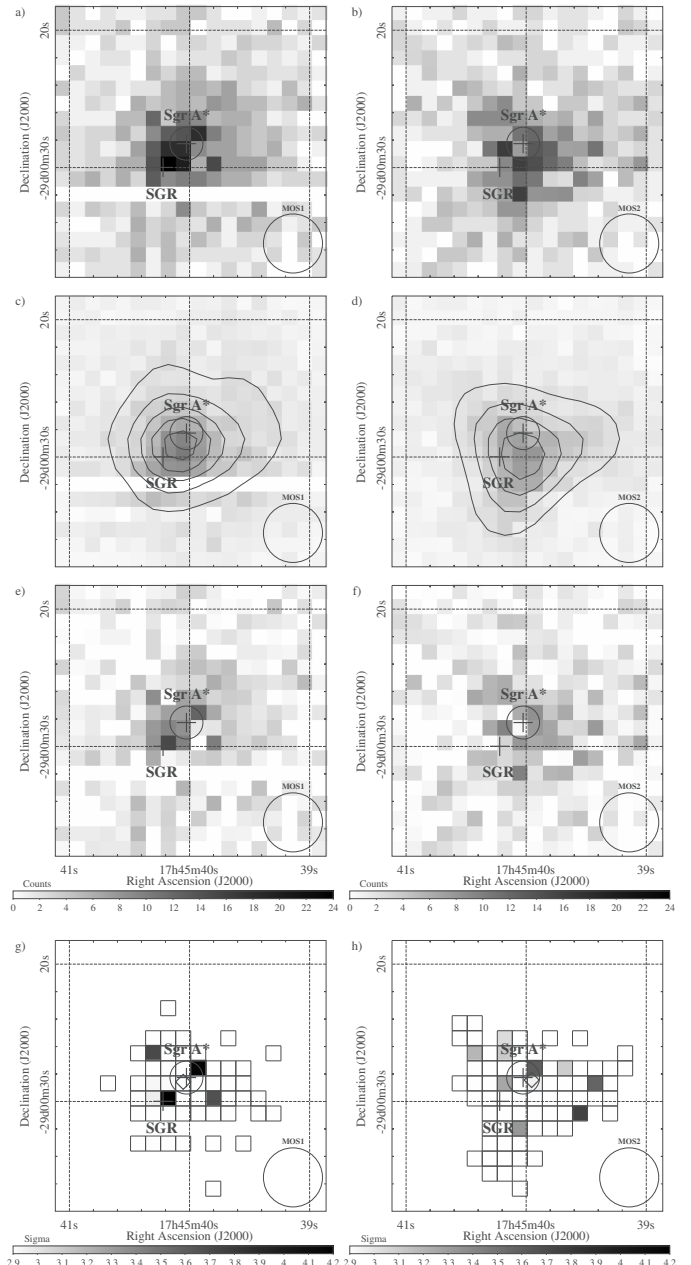 a)
20s
Declination (J2000)
-29d00m30s
Sgr A*
SGR
MOS1
b)
20s
Declination (J2000)
-29d00m30s
Sgr A*
SGR
MOS2
c)
20s
Declination (J2000)
-29d00m30s
Sgr A*
SGR
MOS1
d)
20s
Declination (J2000)
-29d00m30s
Sgr A*
SGR
MOS2
e)
20s
Declination (J2000)
-29d00m30s
Sgr A*
SGR
MOS1
41s
17h45m40s
39s
Right Ascension (J2000)
Counts
0 2 4 6 8 10 13 16 18 20 22 24
f)
20s
Declination (J2000)
-29d00m30s
Sgr A*
SGR
MOS2
41s
17h45m40s
39s
Right Ascension (J2000)
Counts
0 2 4 6 8 10 13 16 18 20 22 24
g)
20s
Declination (J2000)
-29d00m30s
Sgr A*
SGR
MOS1
41s
17h45m40s
39s
Right Ascension (J2000)
Sigma
2.9 3 3.1 3.2 3.3 3.4 3.5 3.6 3.7 3.8 3.9 4 4.1 4.2
h)
20s
Declination (J2000)
-29d00m30s
Sgr A*
SGR
MOS2
41s
17h45m40s
39s
Right Ascension (J2000)
Sigma
2.9 3 3.1 3.2 3.3 3.4 3.5 3.6 3.7 3.8 3.9 4 4.1 4.2